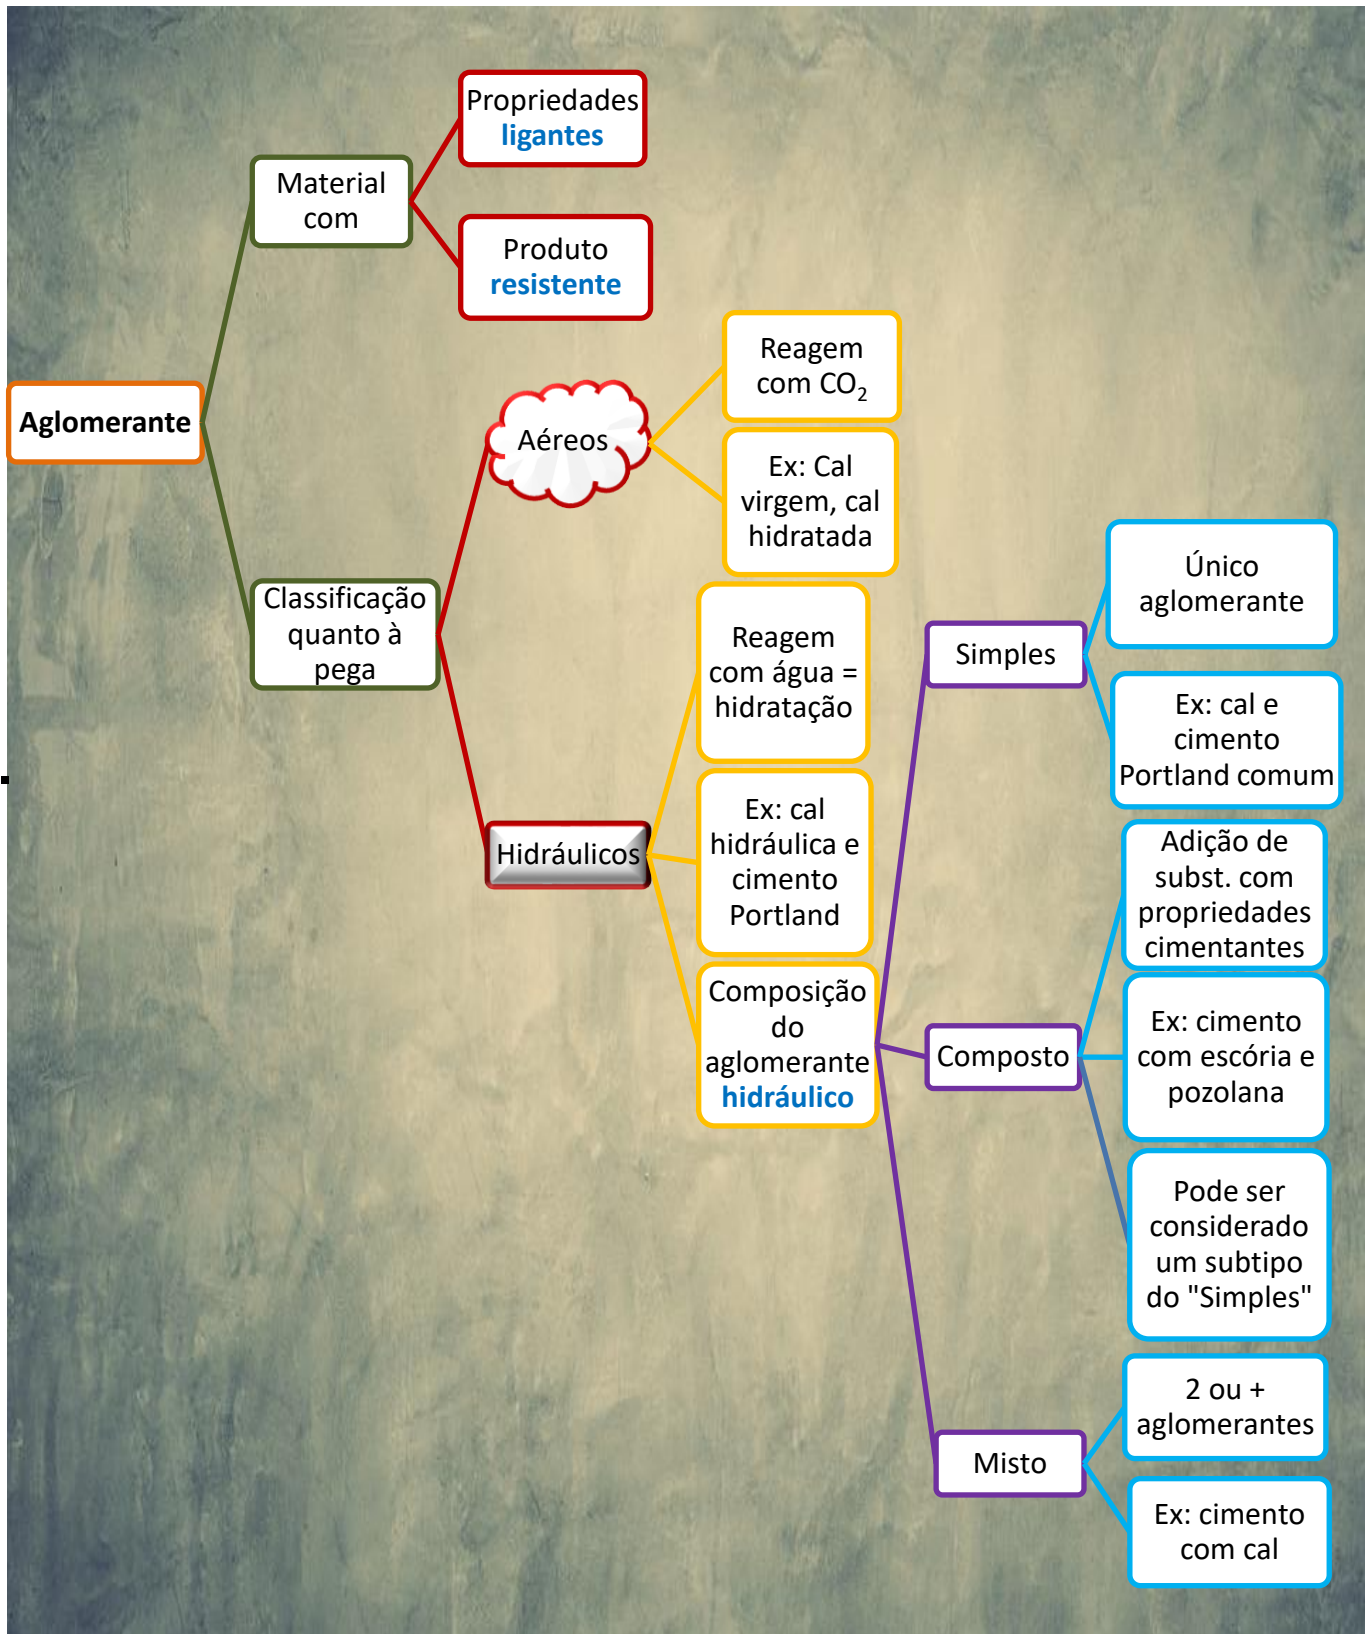 Propriedades
ligantes
Material
com
Produto
resistente
Aglomerante
Reagem
com CO₂
Aéreos
Ex: Cal
virgem, cal
hidratada
Classificação
quanto à
pega
Reagem
com água =
hidratação
Único
aglomerante
Simples
Ex: cal e
cimento
Portland comum
Hidráulicos
Ex: cal
hidráulica e
cimento
Portland
Adição de
subst. com
propriedades
cimentantes
Composição
do
aglomerante
hidráulico
Composto
Ex: cimento
com escória e
pozolana
Pode ser
considerado
um subtipo
do "Simples"
2 ou +
aglomerantes
Misto
Ex: cimento
com cal